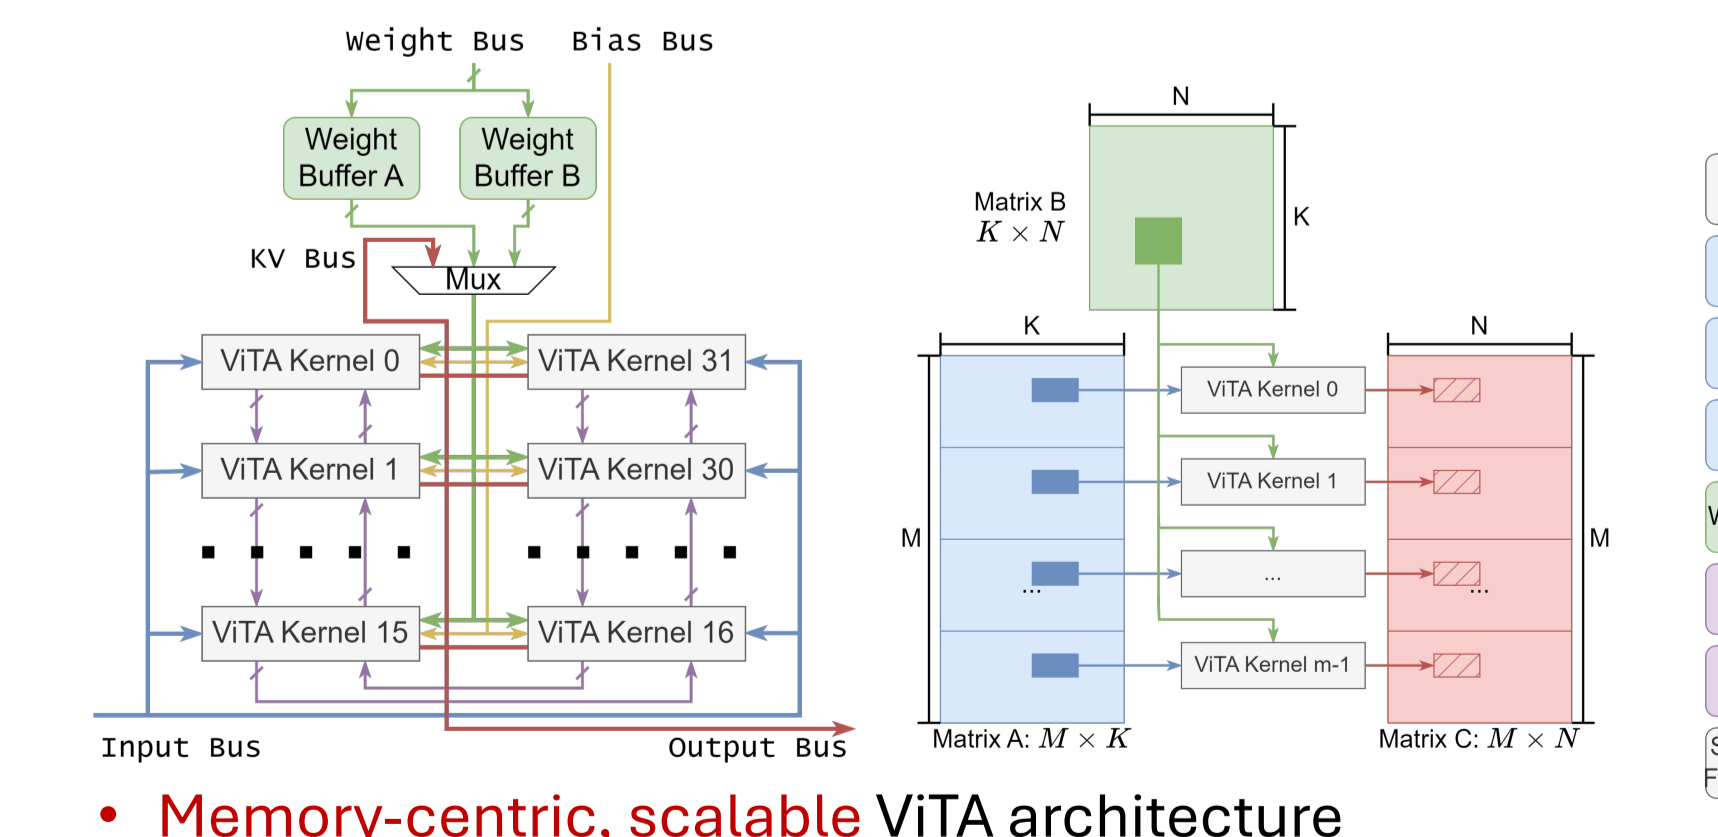 Weight Bus
Bias Bus
Weight
Buffer A
Weight
Buffer B
KV Bus
Mux
ViTA Kernel 0
ViTA Kernel 31
ViTA Kernel 1
ViTA Kernel 30
ViTA Kernel 15
ViTA Kernel 16
Input Bus
Output Bus
N
Matrix B
K × N
K
K
N
M
ViTA Kernel 0
ViTA Kernel 1
...
...
...
ViTA Kernel m-1
M
Matrix A: M × K
Matrix C: M × N
• Memory-centric, scalable ViTA architecture